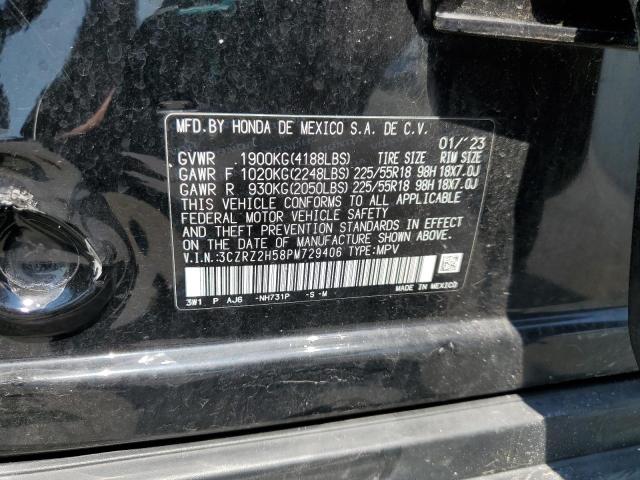 MFD.BY HONDA DE MEXICO S.A. DE C.V.
01/'23
GVWR 1900KG(4188LBS) TIRE SIZE RIM SIZE
GAWR F 1020KG(2248LBS) 225/55R18 98H 18X7.0J
GAWR R 930KG(2050LBS) 225/55R18 98H 18X7.0J
THIS VEHICLE CONFORMS TO ALL APPLICABLE
FEDERAL MOTOR VEHICLE SAFETY
AND THEFT PREVENTION STANDARDS IN EFFECT
ON THE DATE OF MANUFACTURE SHOWN ABOVE.
V.I.N.:3CZRZ2H58PM729406 TYPE:MPV
3W1 P AJ6 -NH731P -S -M MADE IN MEXICO